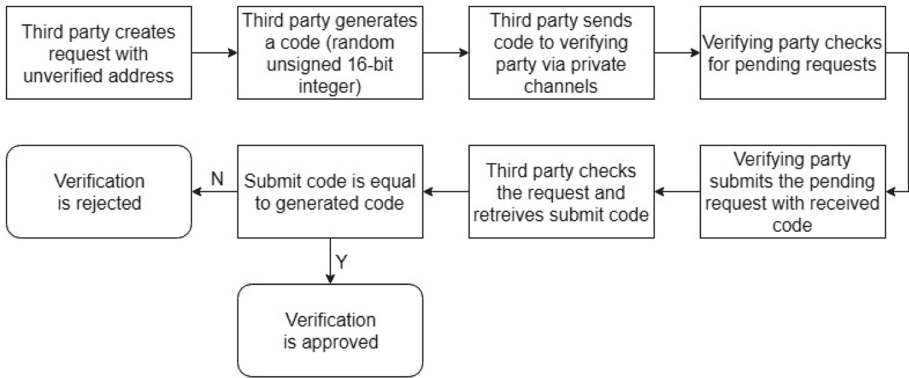 Third party creates
request with
unverified address
Third party generates
a code (random
unsigned 16-bit
integer)
Third party sends
code to verifying
party via private
channels
Verifying party checks
for pending requests
Verifying party
submits the pending
request with received
code
Third party checks
the request and
retreives submit code
Submit code is equal
to generated code
N
Verification
is rejected
Y
Verification
is approved